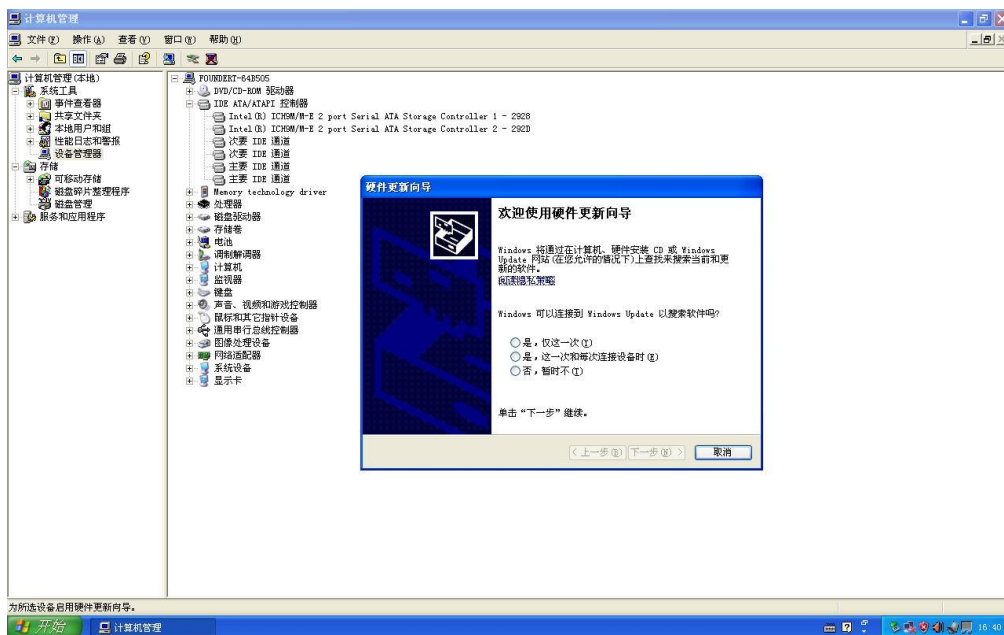 计算机管理
文件(F) 操作(A) 查看(V) 窗口(W) 帮助(H)
计算机管理(本地)
系统工具
事件查看器
共享文件夹
本地用户和组
性能日志和警报
设备管理器
存储
可移动存储
磁盘碎片整理程序
磁盘管理
服务和应用程序
FOUNDERT-64B505
DVD/CD-ROM 驱动器
IDE ATA/ATAPI 控制器
Intel(R) ICH9M/M-E 2 port Serial ATA Storage Controller 1 - 2928
Intel(R) ICH9M/M-E 2 port Serial ATA Storage Controller 2 - 292D
次要 IDE 通道
次要 IDE 通道
主要 IDE 通道
主要 IDE 通道
Memory technology driver
处理器
磁盘驱动器
存储卷
电池
调制解调器
计算机
监视器
键盘
声音、视频和游戏控制器
鼠标和其它指针设备
通用串行总线控制器
图像处理设备
网络适配器
系统设备
显示卡
硬件更新向导
欢迎使用硬件更新向导
Windows 将通过在计算机、硬件安装 CD 或 Windows
Update 网站(在您允许的情况下)上查找来搜索当前和更
新的软件。
阅读隐私策略
Windows 可以连接到 Windows Update 以搜索软件吗?
是,仅这一次(Y)
是,这一次和每次连接设备时(E)
否,暂时不(T)
单击“下一步”继续。
<上一步(B) 下一步(N)> 取消
为所选设备启用硬件更新向导。
开始 计算机管理 16:40